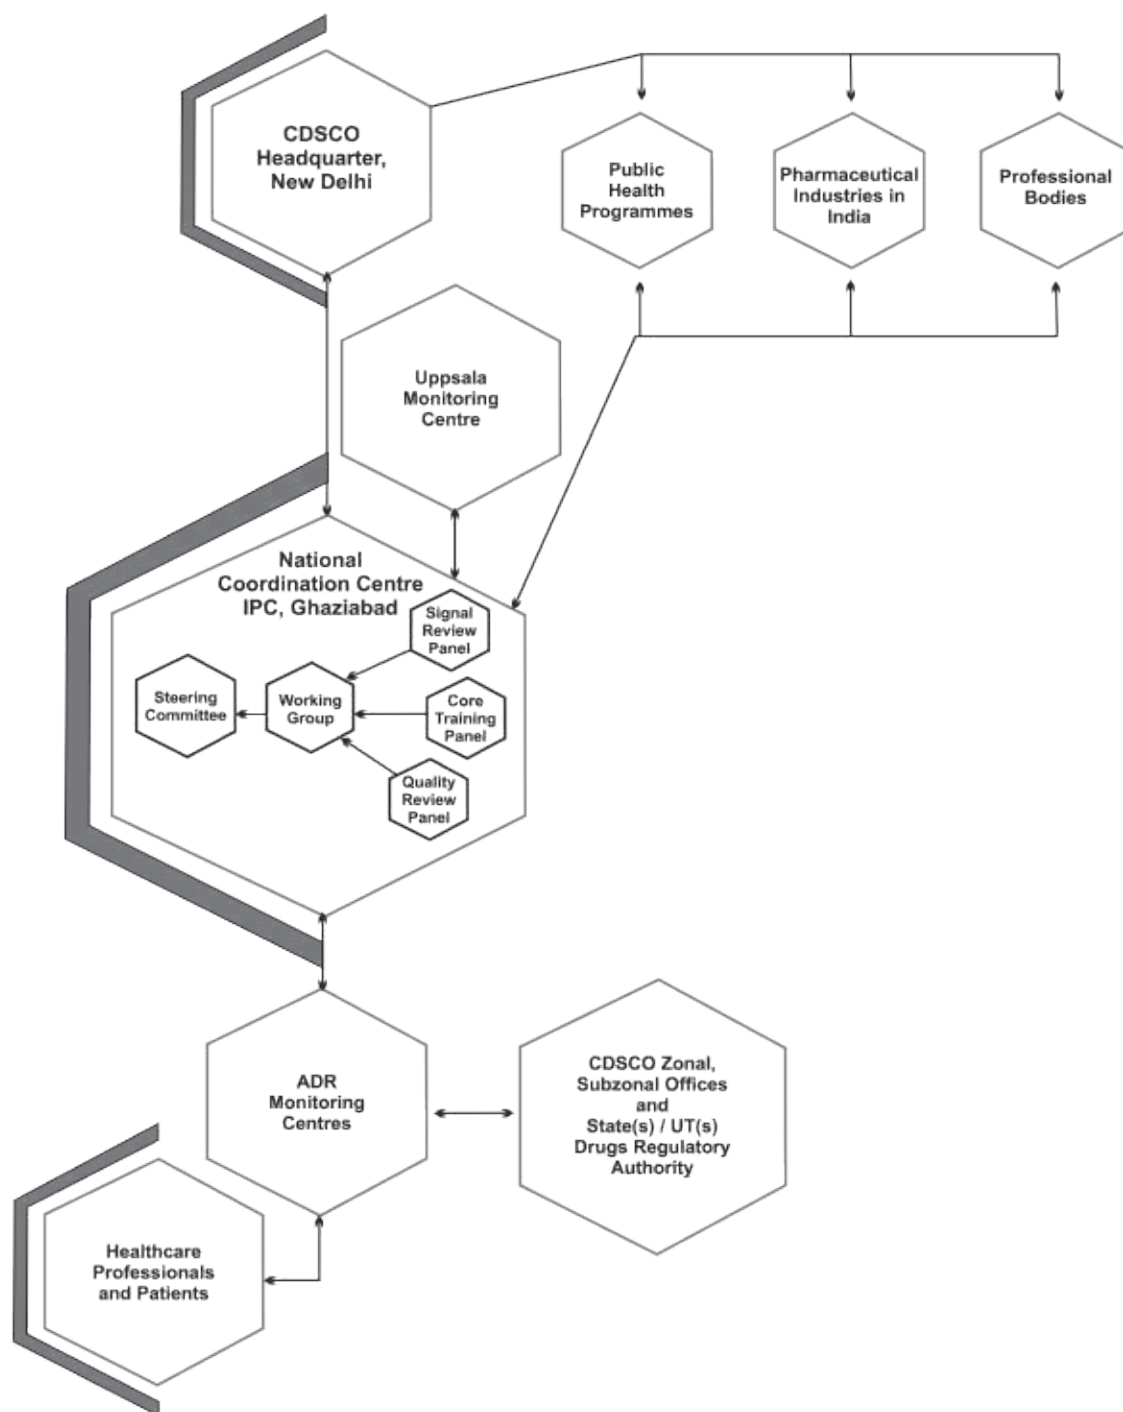 CDSCO
Headquarter,
New Delhi
Public
Health
Programmes
Pharmaceutical
Industries in
India
Professional
Bodies
Uppsala
Monitoring
Centre
National
Coordination Centre
IPC, Ghaziabad
Signal
Review
Panel
Steering
Committee
Working
Group
Core
Training
Panel
Quality
Review
Panel
ADR
Monitoring
Centres
CDSCO Zonal,
Subzonal Offices
and
State(s) / UT(s)
Drugs Regulatory
Authority
Healthcare
Professionals
and Patients